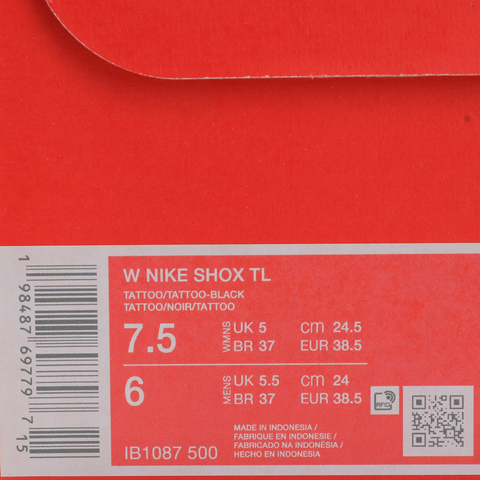 W NIKE SHOX TL
TATTOO/TATTOO-BLACK
TATTOO/NOIR/TATTOO
7.5 WMNS UK 5 cm 24.5
BR 37 EUR 38.5
6 MENS UK 5.5 cm 24
BR 37 EUR 38.5
RFID
MADE IN INDONESIA /
FABRIQUE EN INDONESIE /
FABRICADO NA INDONÉSIA /
HECHO EN INDONESIA
IB1087 500
1 98487 69779 7 15